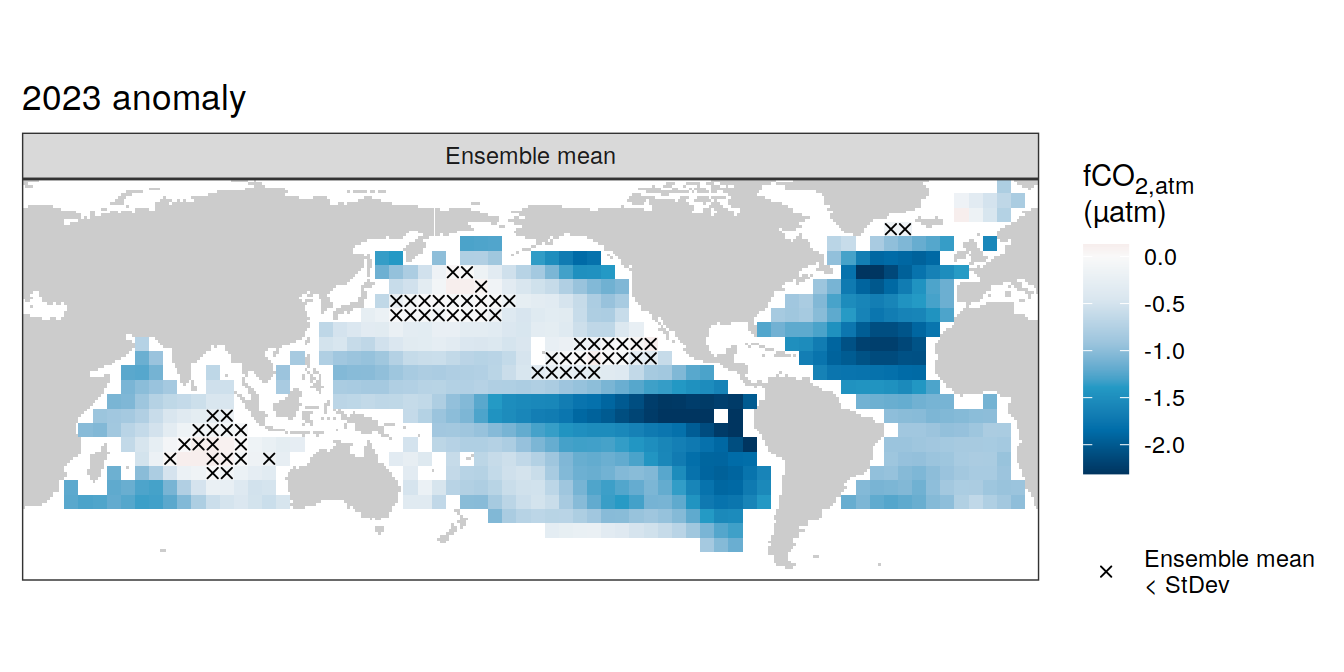 2023 anomaly
Ensemble mean
fCO2,atm
(µatm)
0.0
-0.5
-1.0
-1.5
-2.0
Ensemble mean
< StDev